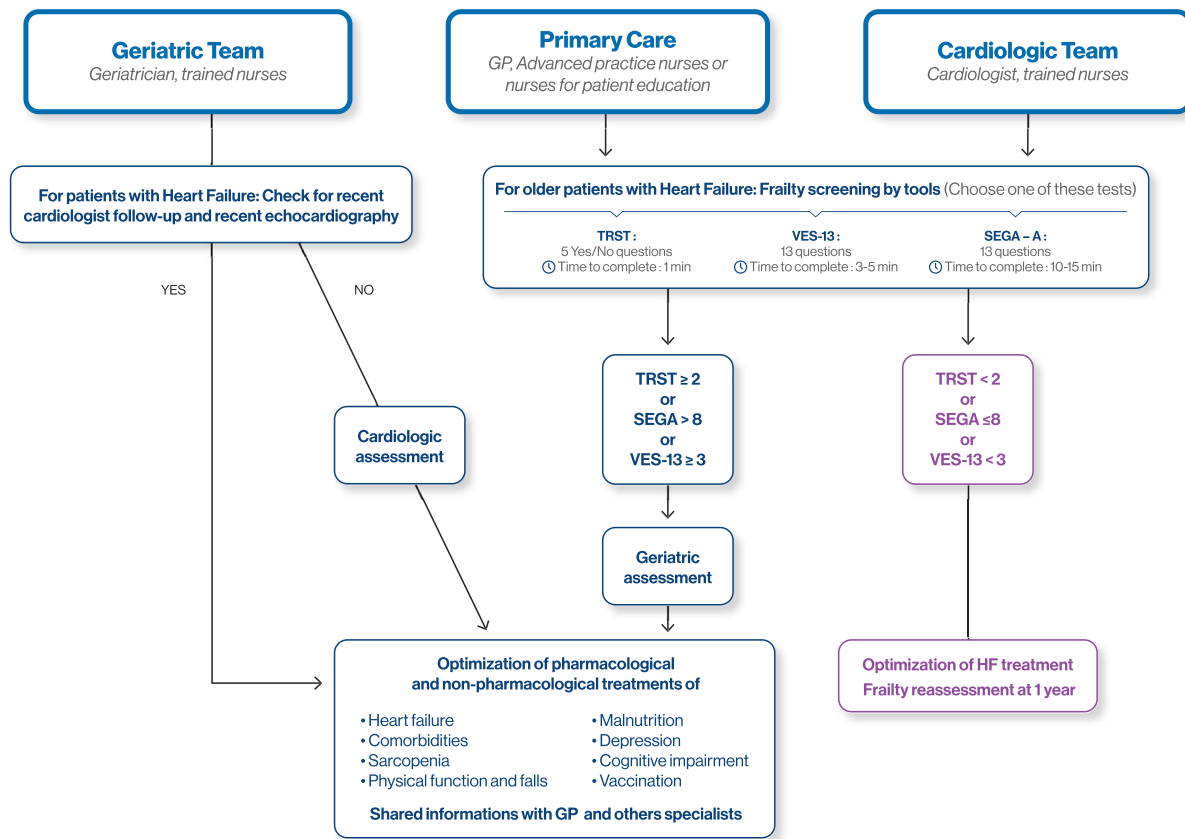 Geriatric Team
Geriatrician, trained nurses
Primary Care
GP, Advanced practice nurses or
nurses for patient education
Cardiologic Team
Cardiologist, trained nurses
For patients with Heart Failure: Check for recent
cardiologist follow-up and recent echocardiography
For older patients with Heart Failure: Frailty screening by tools (Choose one of these tests)
TRST :
5 Yes/No questions
Time to complete : 1 min
VES-13 :
13 questions
Time to complete : 3-5 min
SEGA – A :
13 questions
Time to complete : 10-15 min
YES
NO
Cardiologic
assessment
TRST ≥ 2
or
SEGA > 8
or
VES-13 ≥ 3
TRST < 2
or
SEGA ≤8
or
VES-13 < 3
Geriatric
assessment
Optimization of pharmacological
and non-pharmacological treatments of
• Heart failure
• Comorbidities
• Sarcopenia
• Physical function and falls
• Malnutrition
• Depression
• Cognitive impairment
• Vaccination
Shared informations with GP and others specialists
Optimization of HF treatment
Frailty reassessment at 1 year